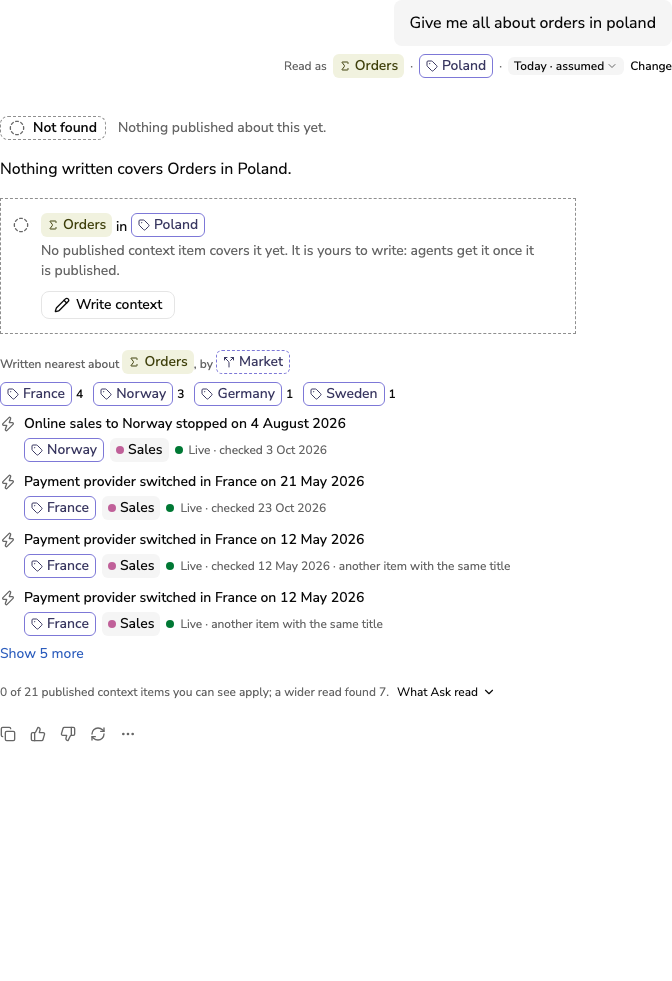 Give me all about orders in poland
Read as Orders · Poland · Today · assumed Change
Not found Nothing published about this yet.
Nothing written covers Orders in Poland.
Orders in Poland
No published context item covers it yet. It is yours to write: agents get it once it
is published.
Write context
Written nearest about Orders, by Market
France 4 Norway 3 Germany 1 Sweden 1
Online sales to Norway stopped on 4 August 2026
Norway Sales Live · checked 3 Oct 2026
Payment provider switched in France on 21 May 2026
France Sales Live · checked 23 Oct 2026
Payment provider switched in France on 12 May 2026
France Sales Live · checked 12 May 2026 · another item with the same title
Payment provider switched in France on 12 May 2026
France Sales Live · another item with the same title
Show 5 more
0 of 21 published context items you can see apply; a wider read found 7. What Ask read